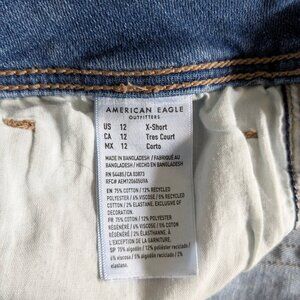 AMERICAN EAGLE
OUTFITTERS
US 12 X-Short
CA 12 Tres Court
MX 12 Corto
MADE IN BANGLADESH / FABRIQUÉ AU
BANGLADESH / HECHO EN BANGLADESH
RN 54485/CA 03873
EN: 75% COTTON/12% RECYCLED
POLYESTER/6% VISCOSE/5% RECYCLED
COTTON/2% ELASTANE. EXCLUSIVE OF
DECORATION.
FR: 75% COTON/12% POLYESTER
RÉGÉNÉRÉ/6% VISCOSE/5% COTON
RÉGÉNÉRÉ/2% ÉLASTHANNE, À
L'EXCEPTION DE LA GARNITURE.
SP: 75% algodón/12% poliéster reciclado/
6% viscosa/5% algodón reciclado/2%
elastano.